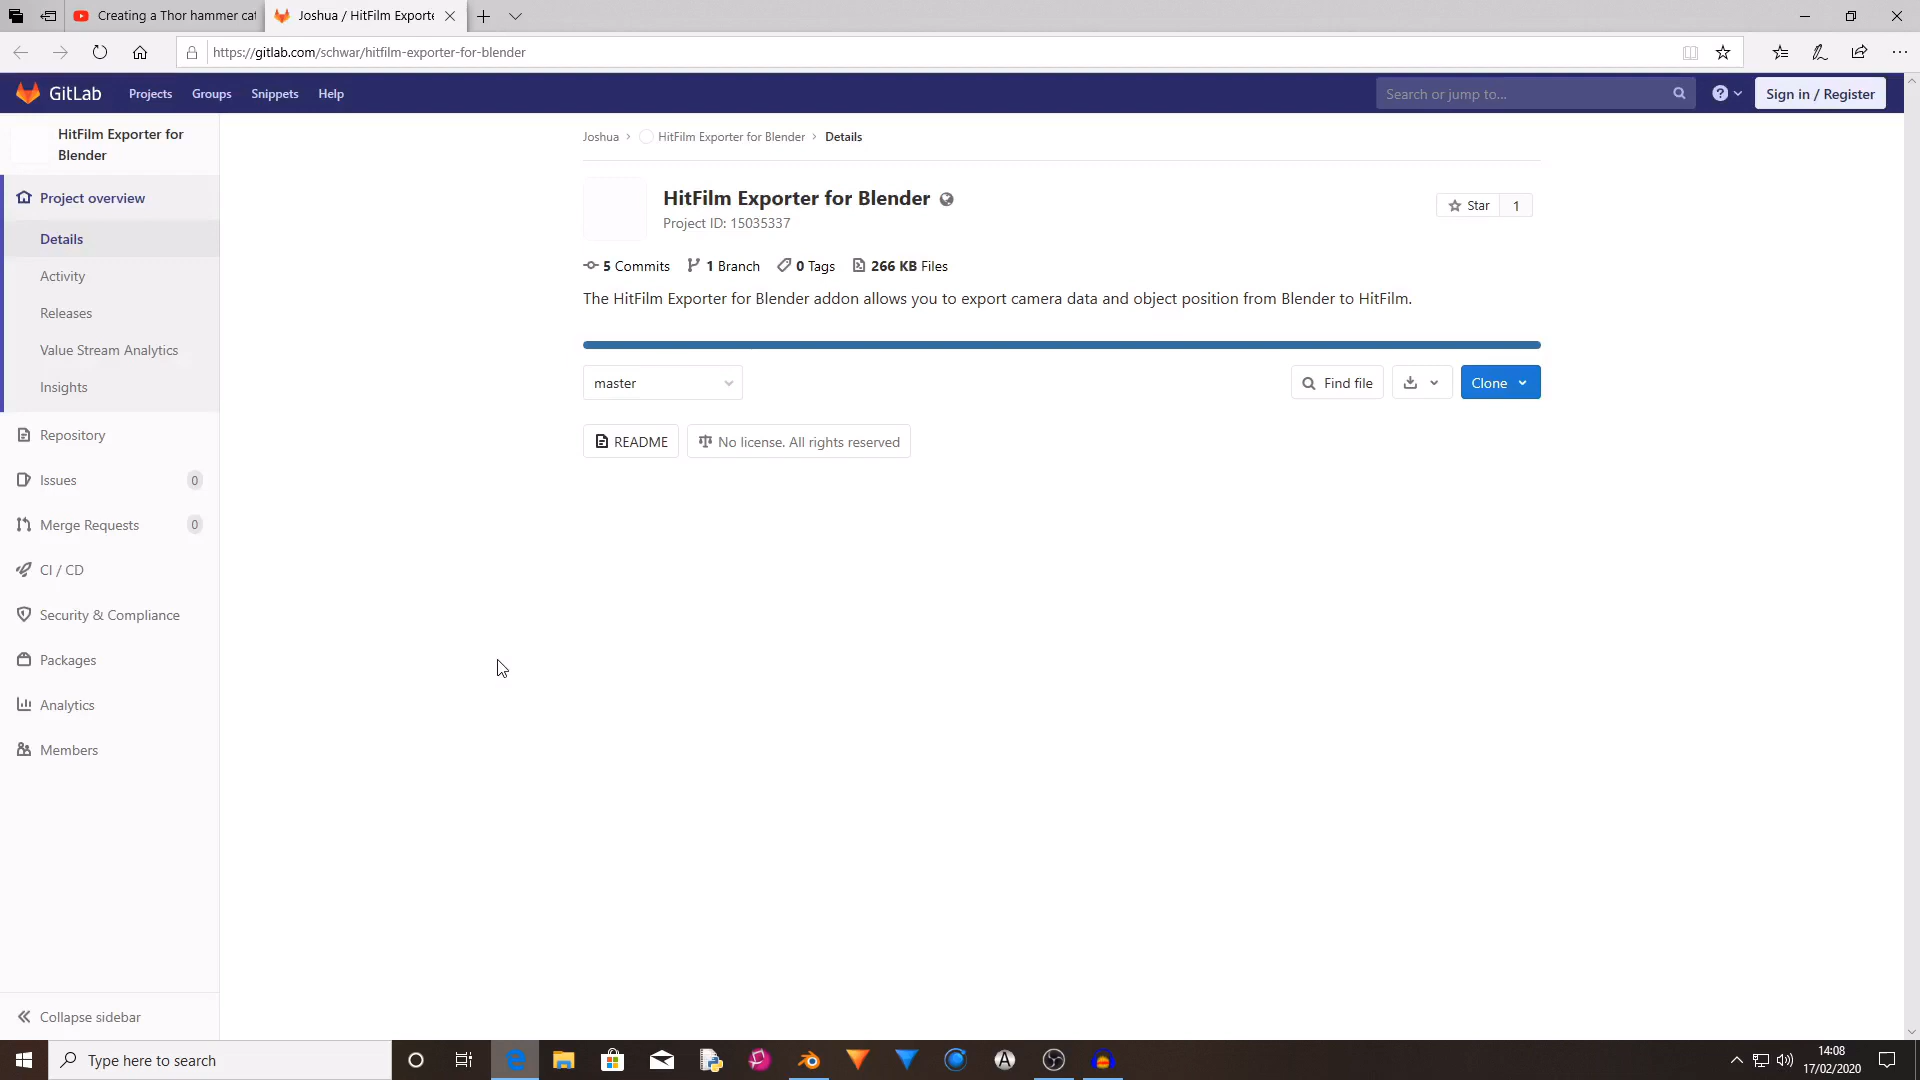 Creating a Thor hammer cat
Joshua / HitFilm Exporte
https://gitlab.com/schwar/hitfilm-exporter-for-blender
GitLab
Projects
Groups
Snippets
Help
Search or jump to...
Sign in / Register
HitFilm Exporter for
Blender
Project overview
Details
Activity
Releases
Value Stream Analytics
Insights
Repository
Issues
0
Merge Requests
0
CI / CD
Security & Compliance
Packages
Analytics
Members
Collapse sidebar
Joshua > HitFilm Exporter for Blender > Details
HitFilm Exporter for Blender
Project ID: 15035337
Star
1
5 Commits
1 Branch
0 Tags
266 KB Files
The HitFilm Exporter for Blender addon allows you to export camera data and object position from Blender to HitFilm.
master
Find file
Clone
README
No license. All rights reserved
Type here to search
14:08
17/02/2020